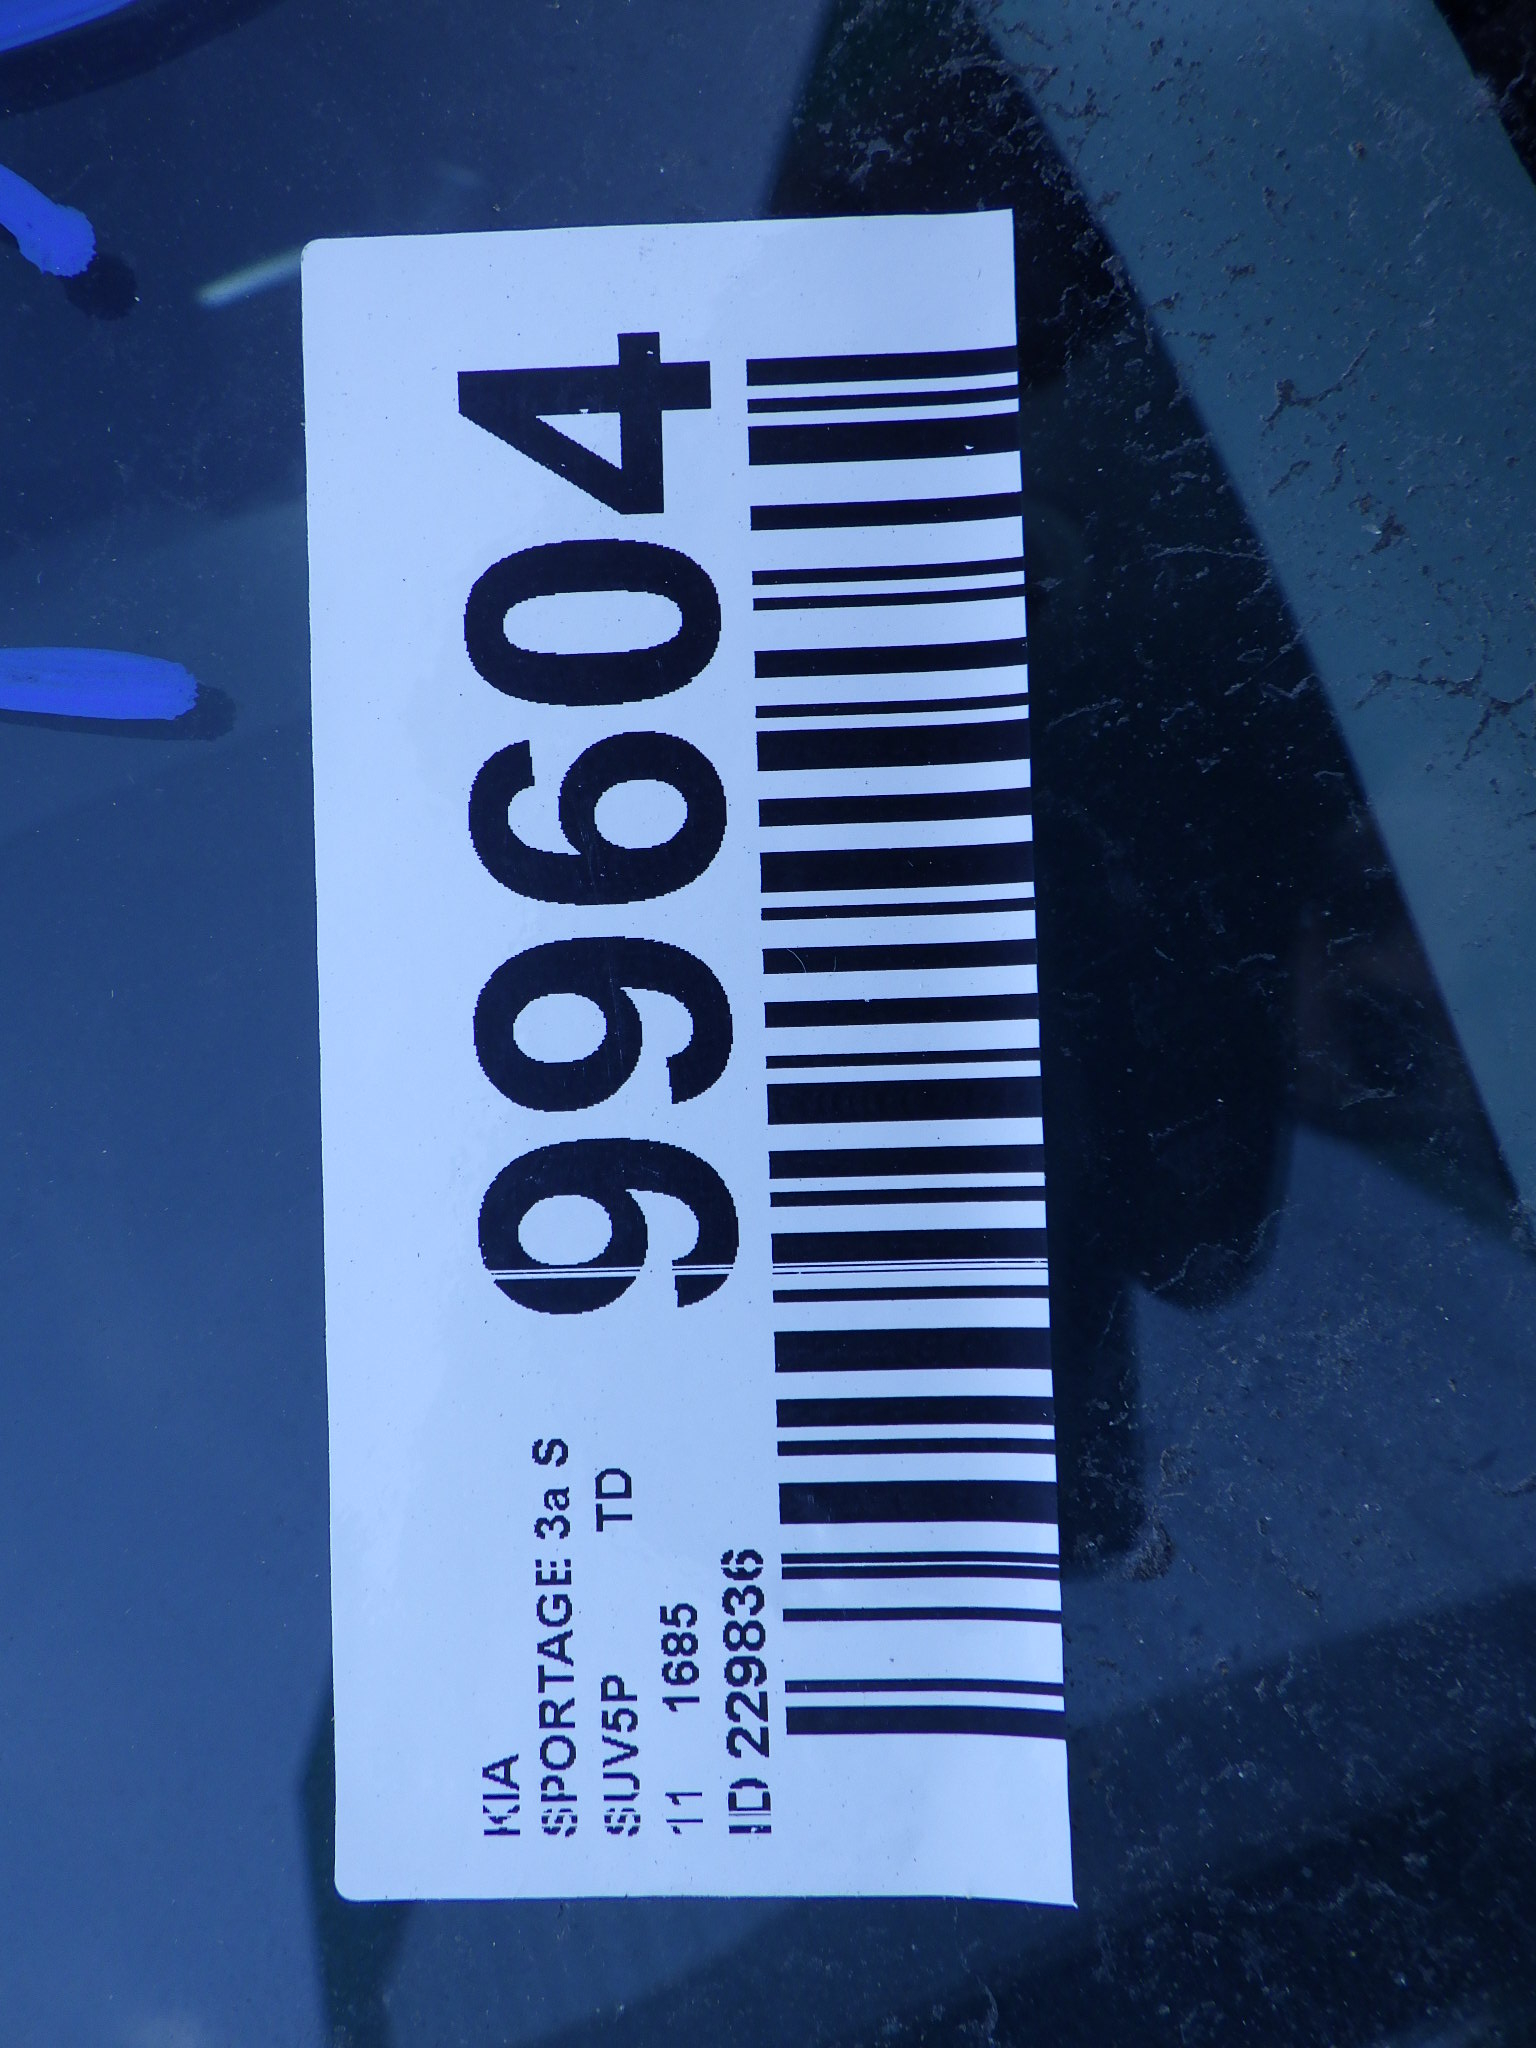 KIA
SPORTAGE 3a S
SUV5P TD
11 1685
ID 229836
99604